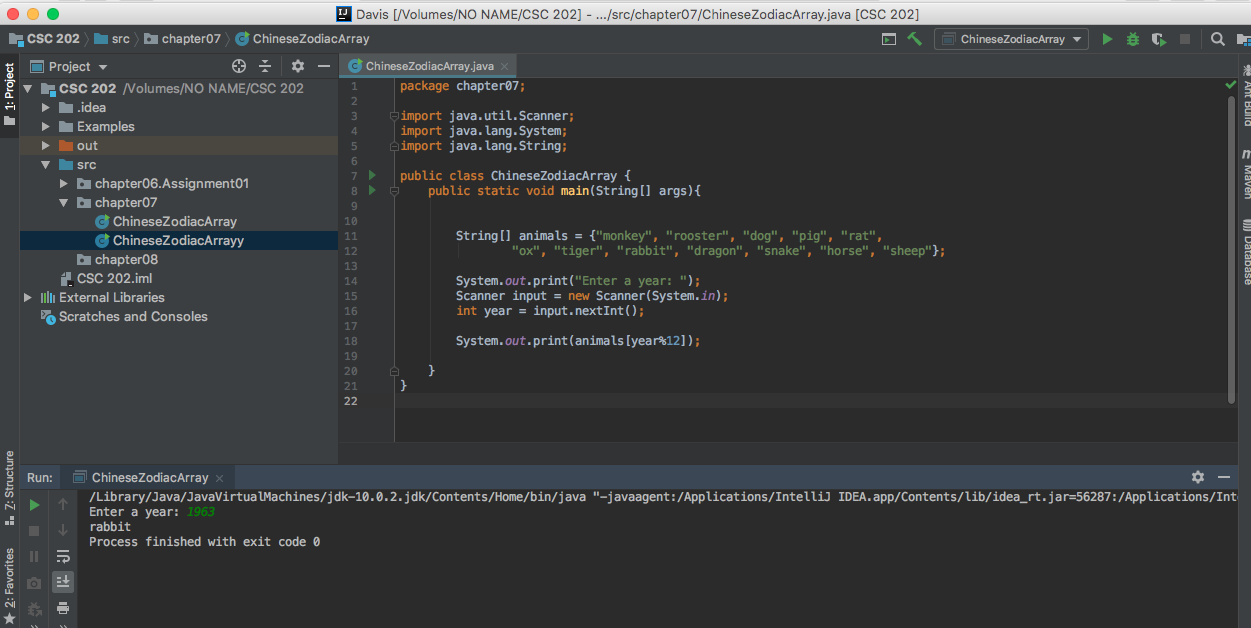 Davis [/Volumes/NO NAME/CSC 202] - .../src/chapter07/ChineseZodiacArray.java [CSC 202]
CSC 202 src chapter07 ChineseZodiacArray
ChineseZodiacArray
1: Project
Project
CSC 202 /Volumes/NO NAME/CSC 202
.idea
Examples
out
src
chapter06.Assignment01
chapter07
ChineseZodiacArray
ChineseZodiacArrayy
chapter08
CSC 202.iml
External Libraries
Scratches and Consoles
ChineseZodiacArray.java
1 package chapter07;
2
3 import java.util.Scanner;
4 import java.lang.System;
5 import java.lang.String;
6
7 public class ChineseZodiacArray {
8 public static void main(String[] args){
9
10
11 String[] animals = {"monkey", "rooster", "dog", "pig", "rat",
12 "ox", "tiger", "rabbit", "dragon", "snake", "horse", "sheep"};
13
14 System.out.print("Enter a year: ");
15 Scanner input = new Scanner(System.in);
16 int year = input.nextInt();
17
18 System.out.print(animals[year%12]);
19
20 }
21 }
22
Ant Build
Maven
Database
Z: Structure
2: Favorites
Run: ChineseZodiacArray
/Library/Java/JavaVirtualMachines/jdk-10.0.2.jdk/Contents/Home/bin/java "-javaagent:/Applications/IntelliJ IDEA.app/Contents/lib/idea_rt.jar=56287:/Applications/Inte
Enter a year: 1963
rabbit
Process finished with exit code 0